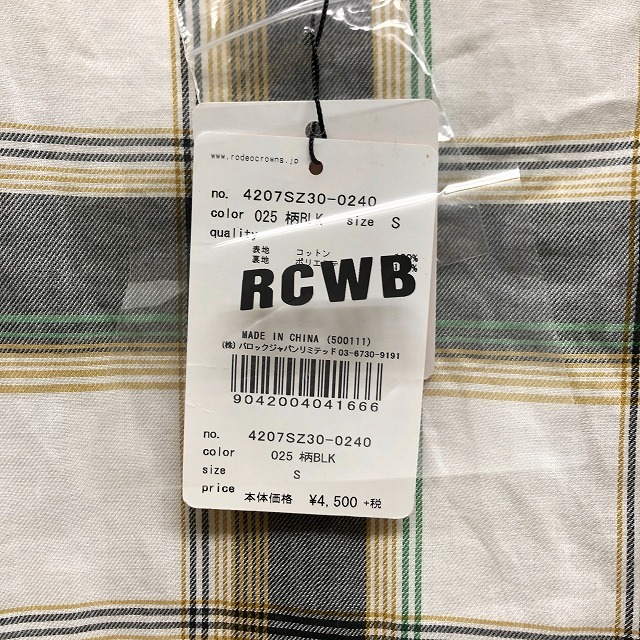 www.rodeocrowns.jp
no. 4207SZ30-0240
color 025 柄BLK size S
quality
表地 コットン
裏地 %
RCWB
MADE IN CHINA (500111)
(株)バロックジャパンリミテッド 03-6730-9191
9042004041666
no. 4207SZ30-0240
color 025 柄BLK
size S
price 本体価格 ¥4,500 +税